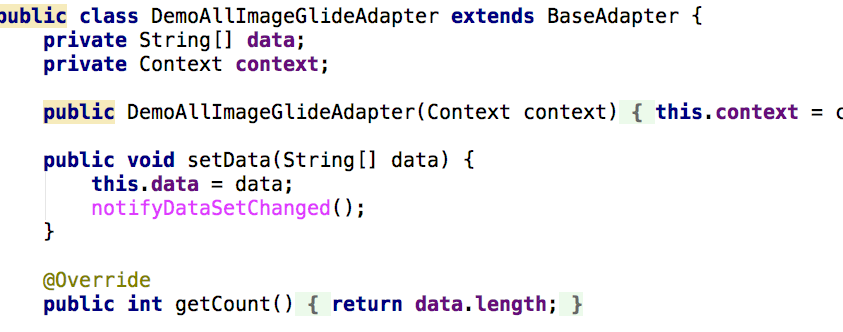 public class DemoAllImageGlideAdapter extends BaseAdapter {
private String[] data;
private Context context;
public DemoAllImageGlideAdapter(Context context) { this.context =
public void setData(String[] data) {
this.data = data;
notifyDataSetChanged();
}
@Override
public int getCount() { return data.length; }